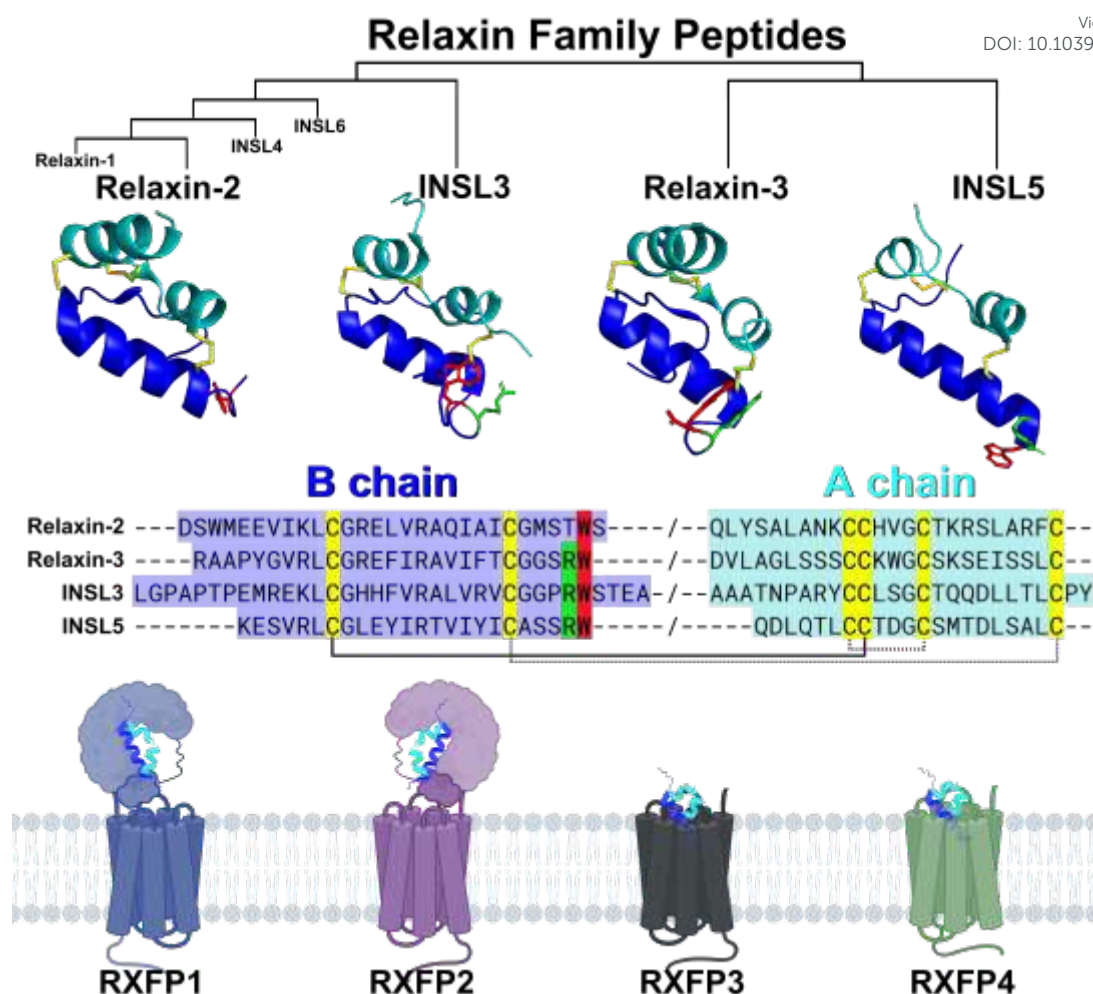 Relaxin Family Peptides
DOI: 10.1039
INSL6
INSL4
Relaxin-1
Relaxin-2 INSL3 Relaxin-3 INSL5
B chain A chain
Relaxin-2 ---DSWMEEVIKLCGRELVRAQIAICGMSTWS----/--QLYSALANKCCHVGCTKRSLARFC--
Relaxin-3 ----RAAPYGVRLCGREFIRAVIFTCGGSRW-----/--DVLAGLSSSCCKWGCSKSEISSLC--
INSL3 LGPAPTPEMREKLCGHHFVRALVRVCGGPRWSTEA--/--AAATNPARYCCLSGCTQQDLLTLCPY
INSL5 -------KESVRLCGLEYIRTVIYICASSRW-----/-----QDLQTLCCTDGCSMTDLSALC--
RXFP1 RXFP2 RXFP3 RXFP4